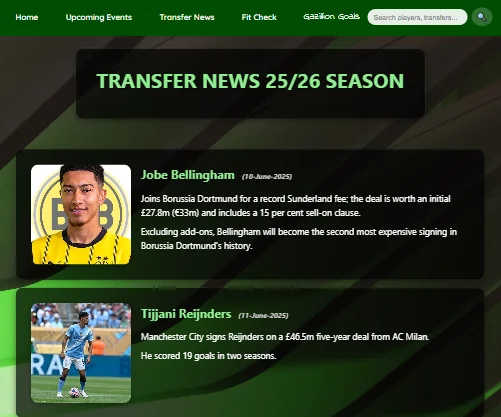 Home Upcoming Events Transfer News Fit Check Gazillion Goals Search players, transfers... 🔍
TRANSFER NEWS 25/26 SEASON
Jobe Bellingham (10-June-2025)
Joins Borussia Dortmund for a record Sunderland fee; the deal is worth an initial
£27.8m (€33m) and includes a 15 per cent sell-on clause.
Excluding add-ons, Bellingham will become the second most expensive signing in
Borussia Dortmund's history.
Tijjani Reijnders (11-June-2025)
Manchester City signs Reijnders on a £46.5m five-year deal from AC Milan.
He scored 19 goals in two seasons.